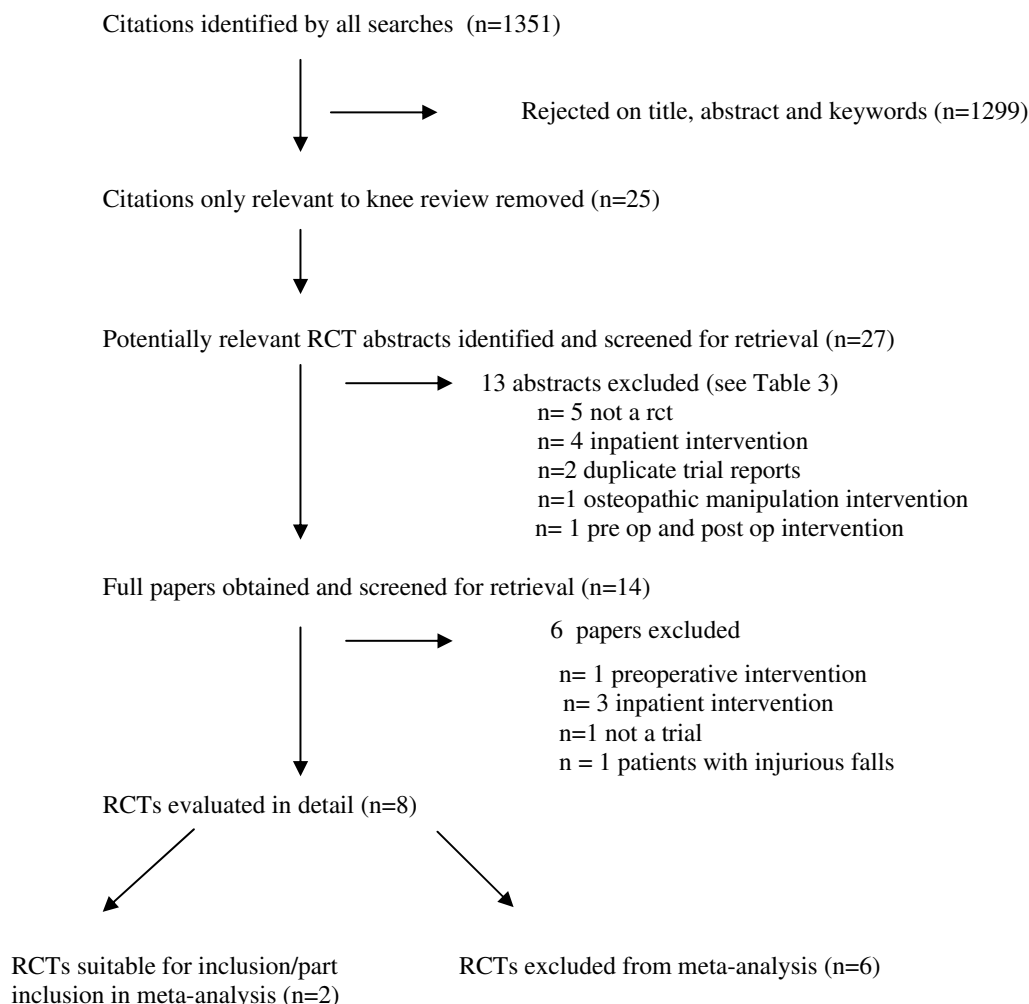 Citations identified by all searches  (n=1351)
Rejected on title, abstract and keywords (n=1299)
Citations only relevant to knee review removed (n=25)
Potentially relevant RCT abstracts identified and screened for retrieval (n=27)
13 abstracts excluded (see Table 3)
n= 5 not a rct
n= 4 inpatient intervention
n=2 duplicate trial reports
n=1 osteopathic manipulation intervention
n= 1 pre op and post op intervention
Full papers obtained and screened for retrieval (n=14)
6  papers excluded
n= 1 preoperative intervention
n= 3 inpatient intervention
n=1 not a trial
n = 1 patients with injurious falls
RCTs evaluated in detail (n=8)
RCTs suitable for inclusion/part
inclusion in meta-analysis (n=2)
RCTs excluded from meta-analysis (n=6)